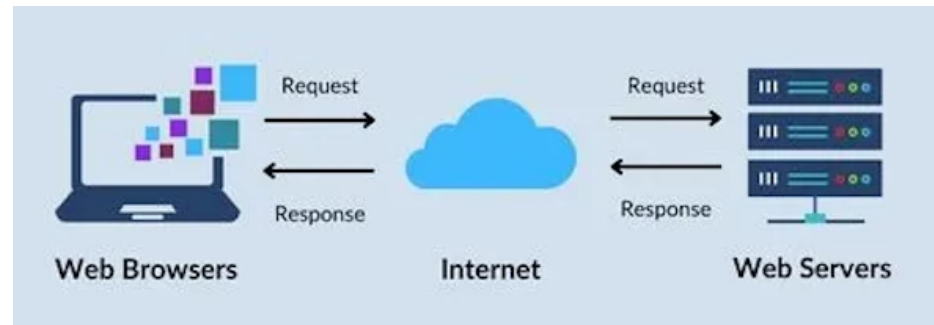 Request
Request
Response
Response
Web Browsers
Internet
Web Servers